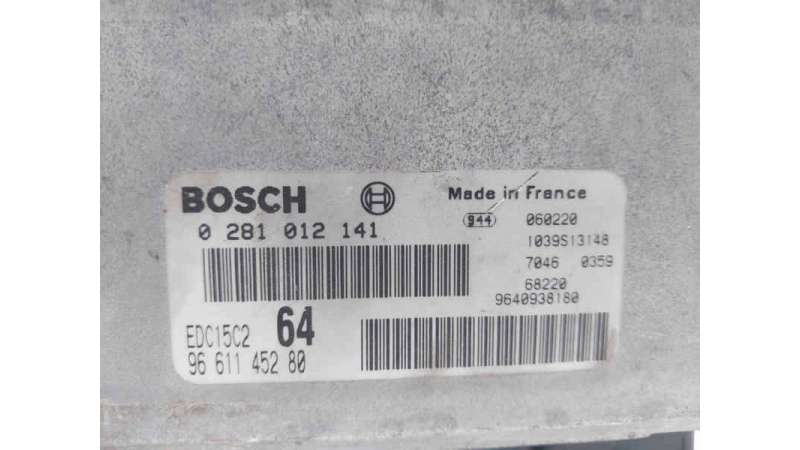 BOSCH
Made in France
0 281 012 141
944 060220
1039S13148
7046 0359
68220
9640938180
EDC15C2 64
96 611 452 80